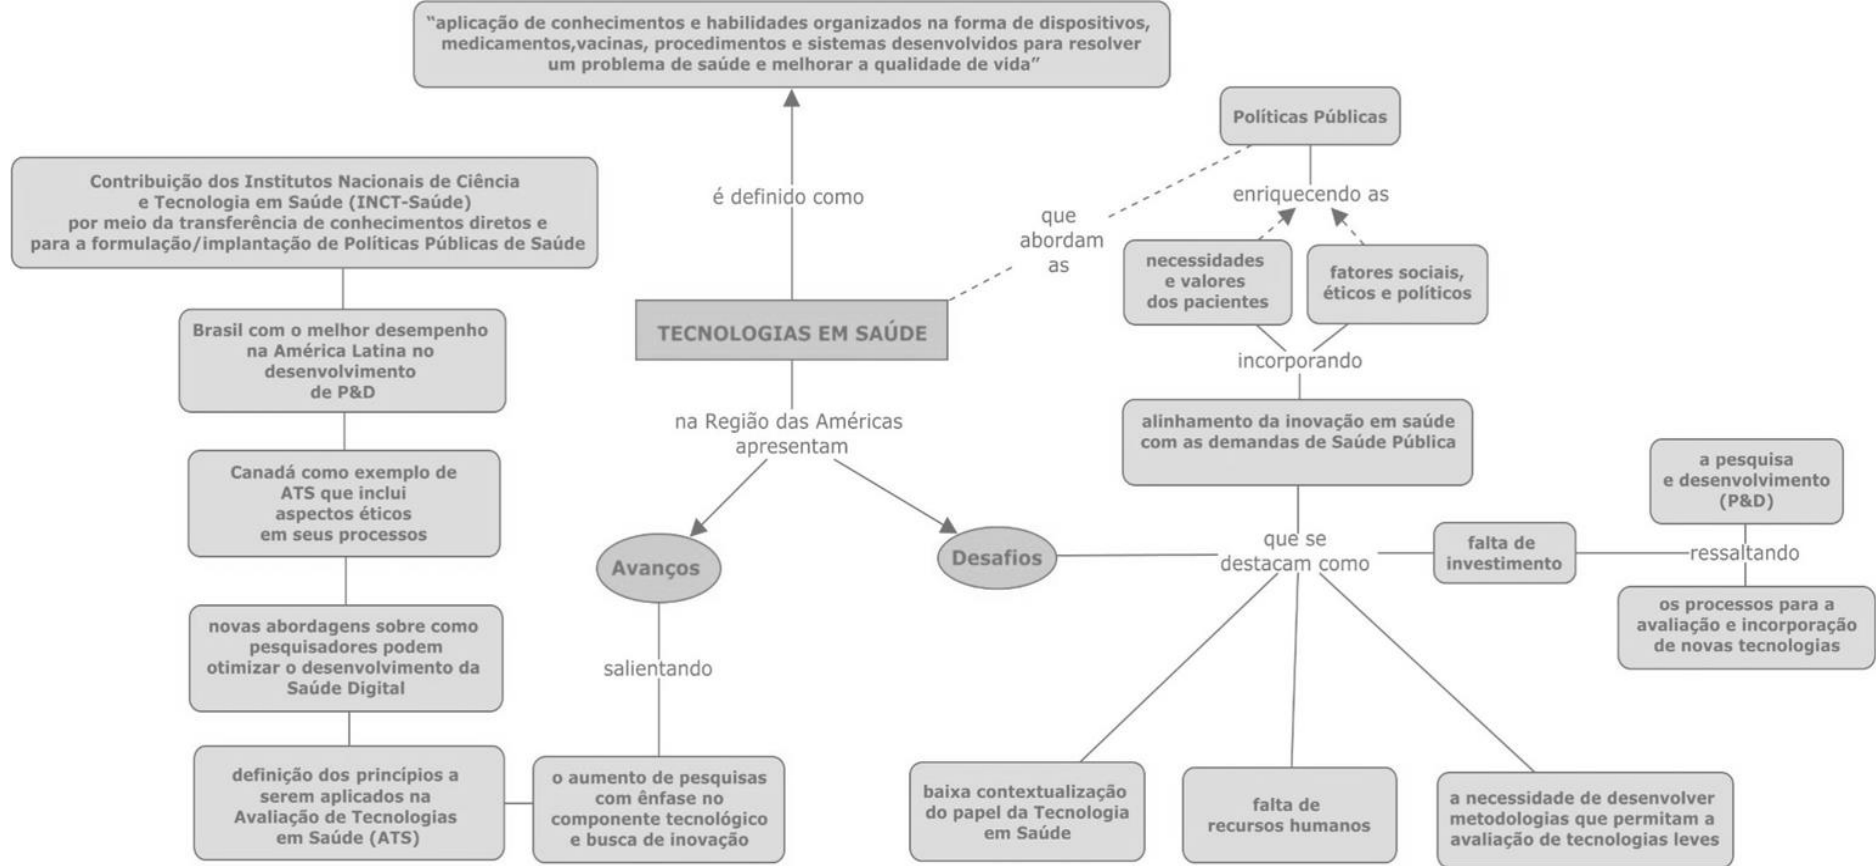 “aplicação de conhecimentos e habilidades organizados na forma de dispositivos,
medicamentos,vacinas, procedimentos e sistemas desenvolvidos para resolver
um problema de saúde e melhorar a qualidade de vida”
Políticas Públicas
Contribuição dos Institutos Nacionais de Ciência
e Tecnologia em Saúde (INCT-Saúde)
por meio da transferência de conhecimentos diretos e
para a formulação/implantação de Políticas Públicas de Saúde
é definido como
enriquecendo as
que
abordam
as
necessidades
e valores
dos pacientes
fatores sociais,
éticos e políticos
Brasil com o melhor desempenho
na América Latina no
desenvolvimento
de P&D
TECNOLOGIAS EM SAÚDE
incorporando
na Região das Américas
apresentam
alinhamento da inovação em saúde
com as demandas de Saúde Pública
Canadá como exemplo de
ATS que inclui
aspectos éticos
em seus processos
a pesquisa
e desenvolvimento
(P&D)
Avanços
Desafios
que se
destacam como
falta de
investimento
ressaltando
os processos para a
avaliação e incorporação
de novas tecnologias
novas abordagens sobre como
pesquisadores podem
otimizar o desenvolvimento da
Saúde Digital
salientando
definição dos princípios a
serem aplicados na
Avaliação de Tecnologias
em Saúde (ATS)
o aumento de pesquisas
com ênfase no
componente tecnológico
e busca de inovação
baixa contextualização
do papel da Tecnologia
em Saúde
falta de
recursos humanos
a necessidade de desenvolver
metodologias que permitam a
avaliação de tecnologias leves